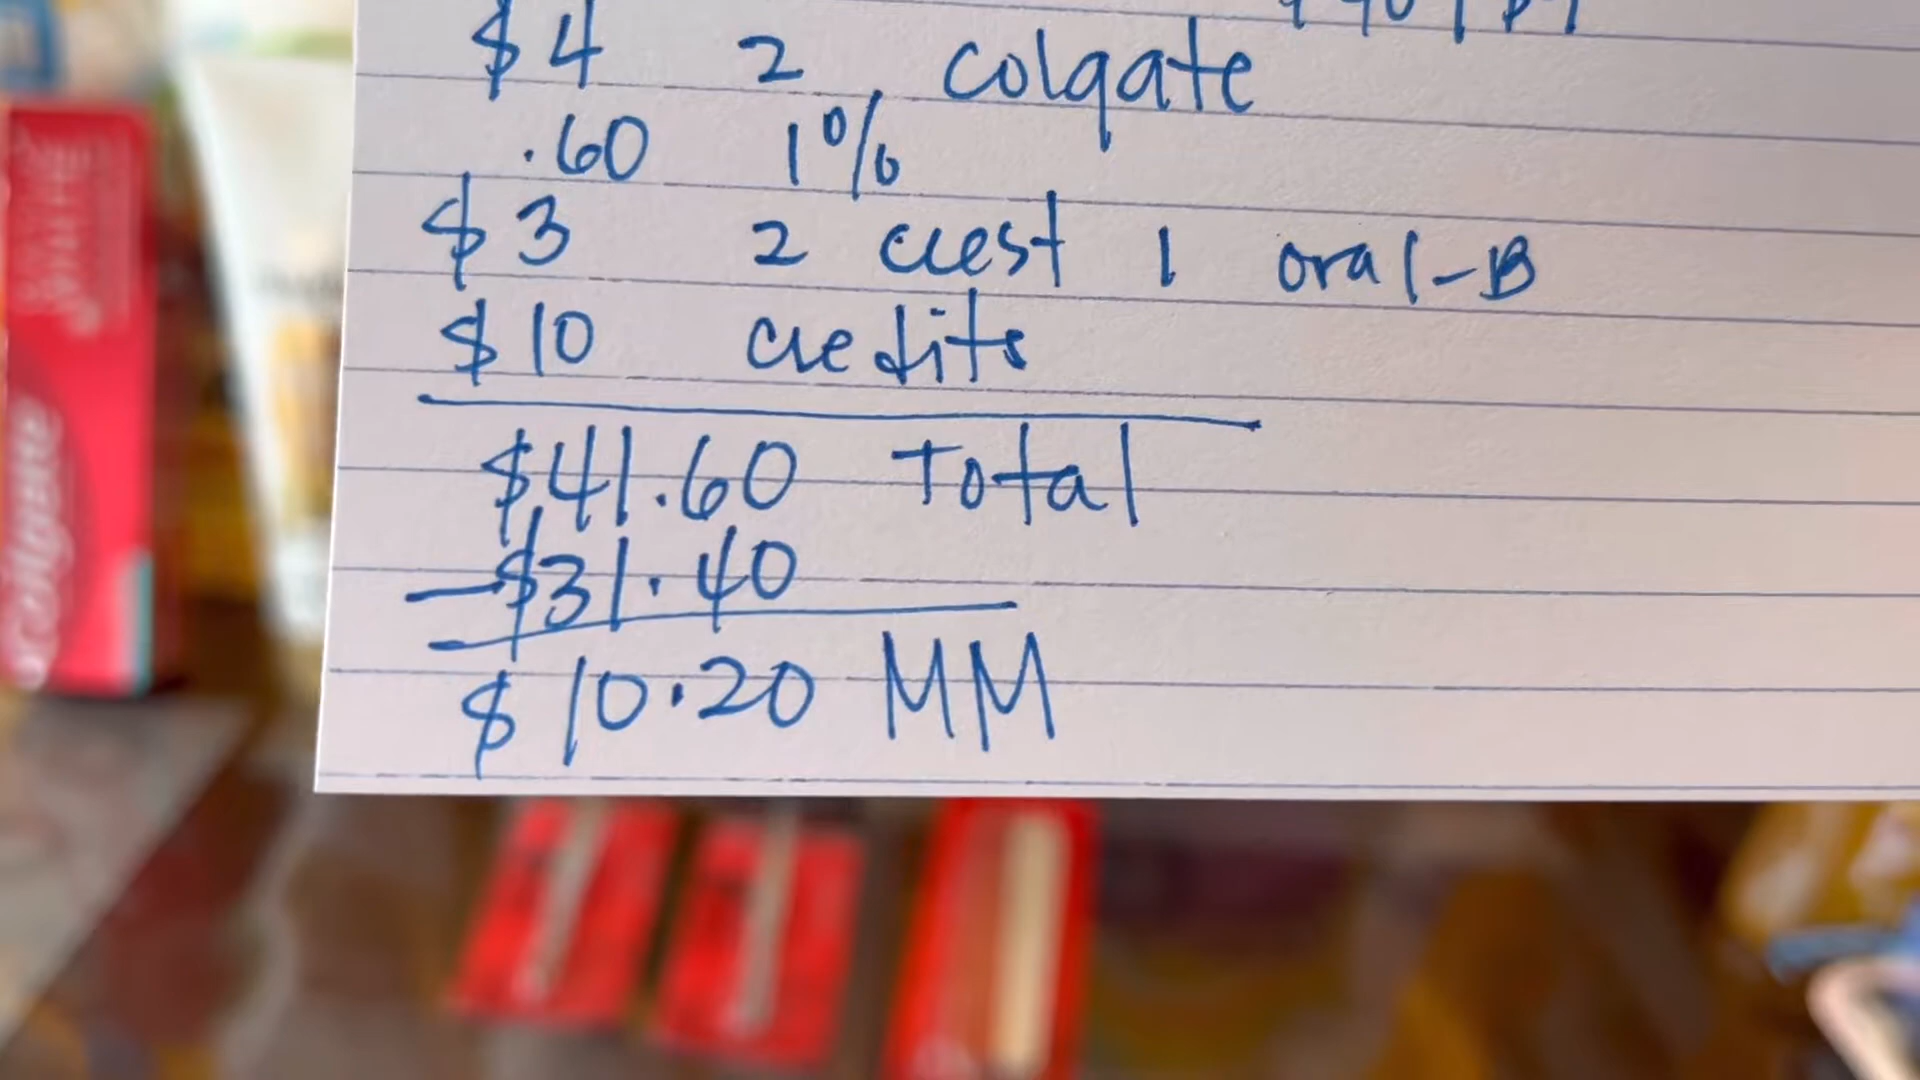 $4 2 colgate
.60 1%
$3 2 crest 1 oral-B
$10 credits
$41.60 Total
-$31.40
$10.20 MM
Colgate